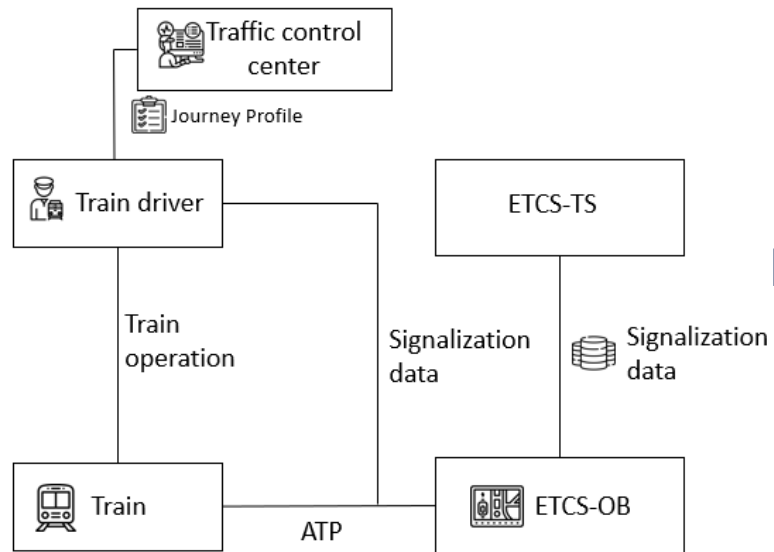 Traffic control
center
Journey Profile
Train driver
ETCS-TS
Train
operation
Signalization
data
Signalization
data
Train
ATP
ETCS-OB